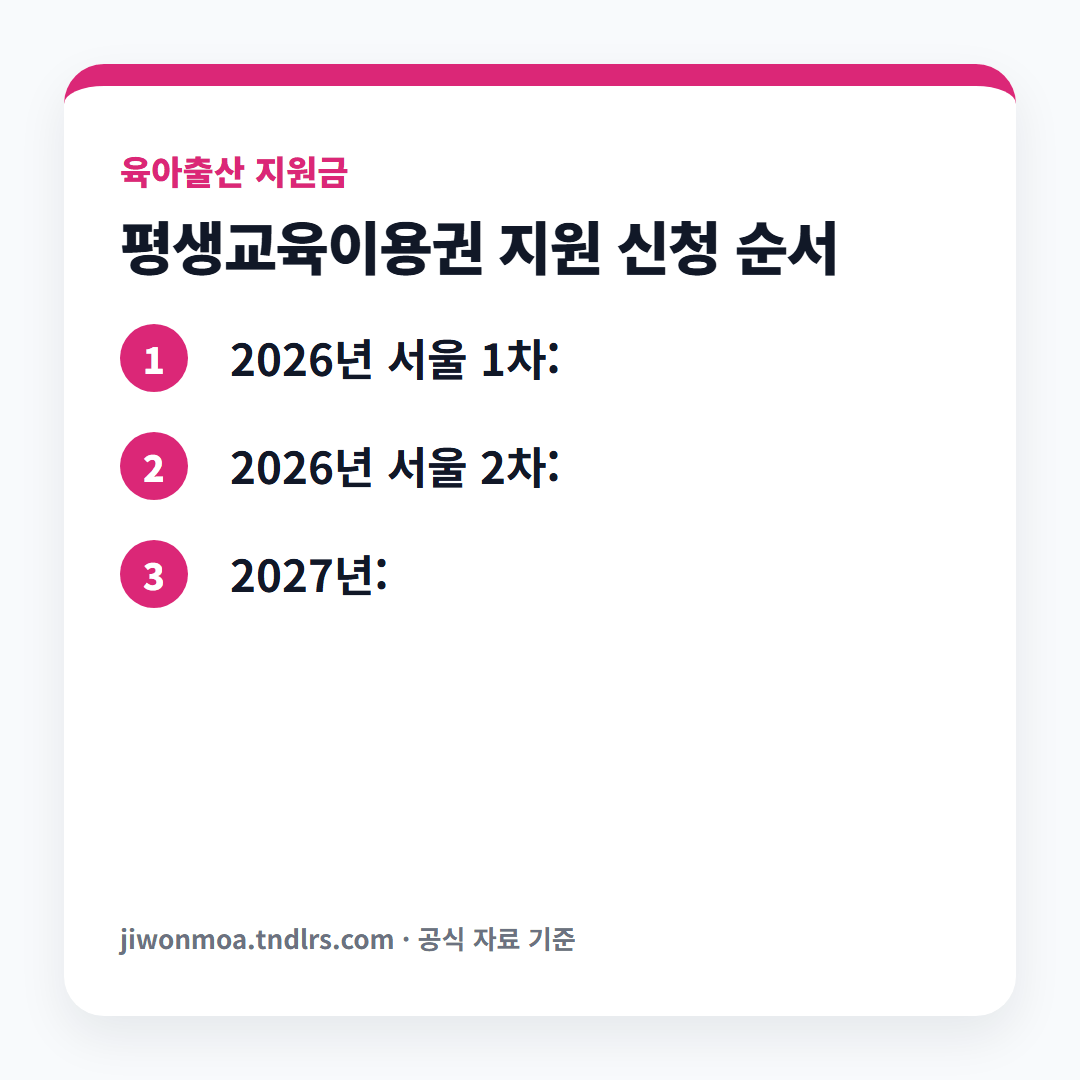 육아출산 지원금
평생교육이용권 지원 신청 순서
1 2026년 서울 1차:
2 2026년 서울 2차:
3 2027년:
jiwonmoa.tndlrs.com · 공식 자료 기준